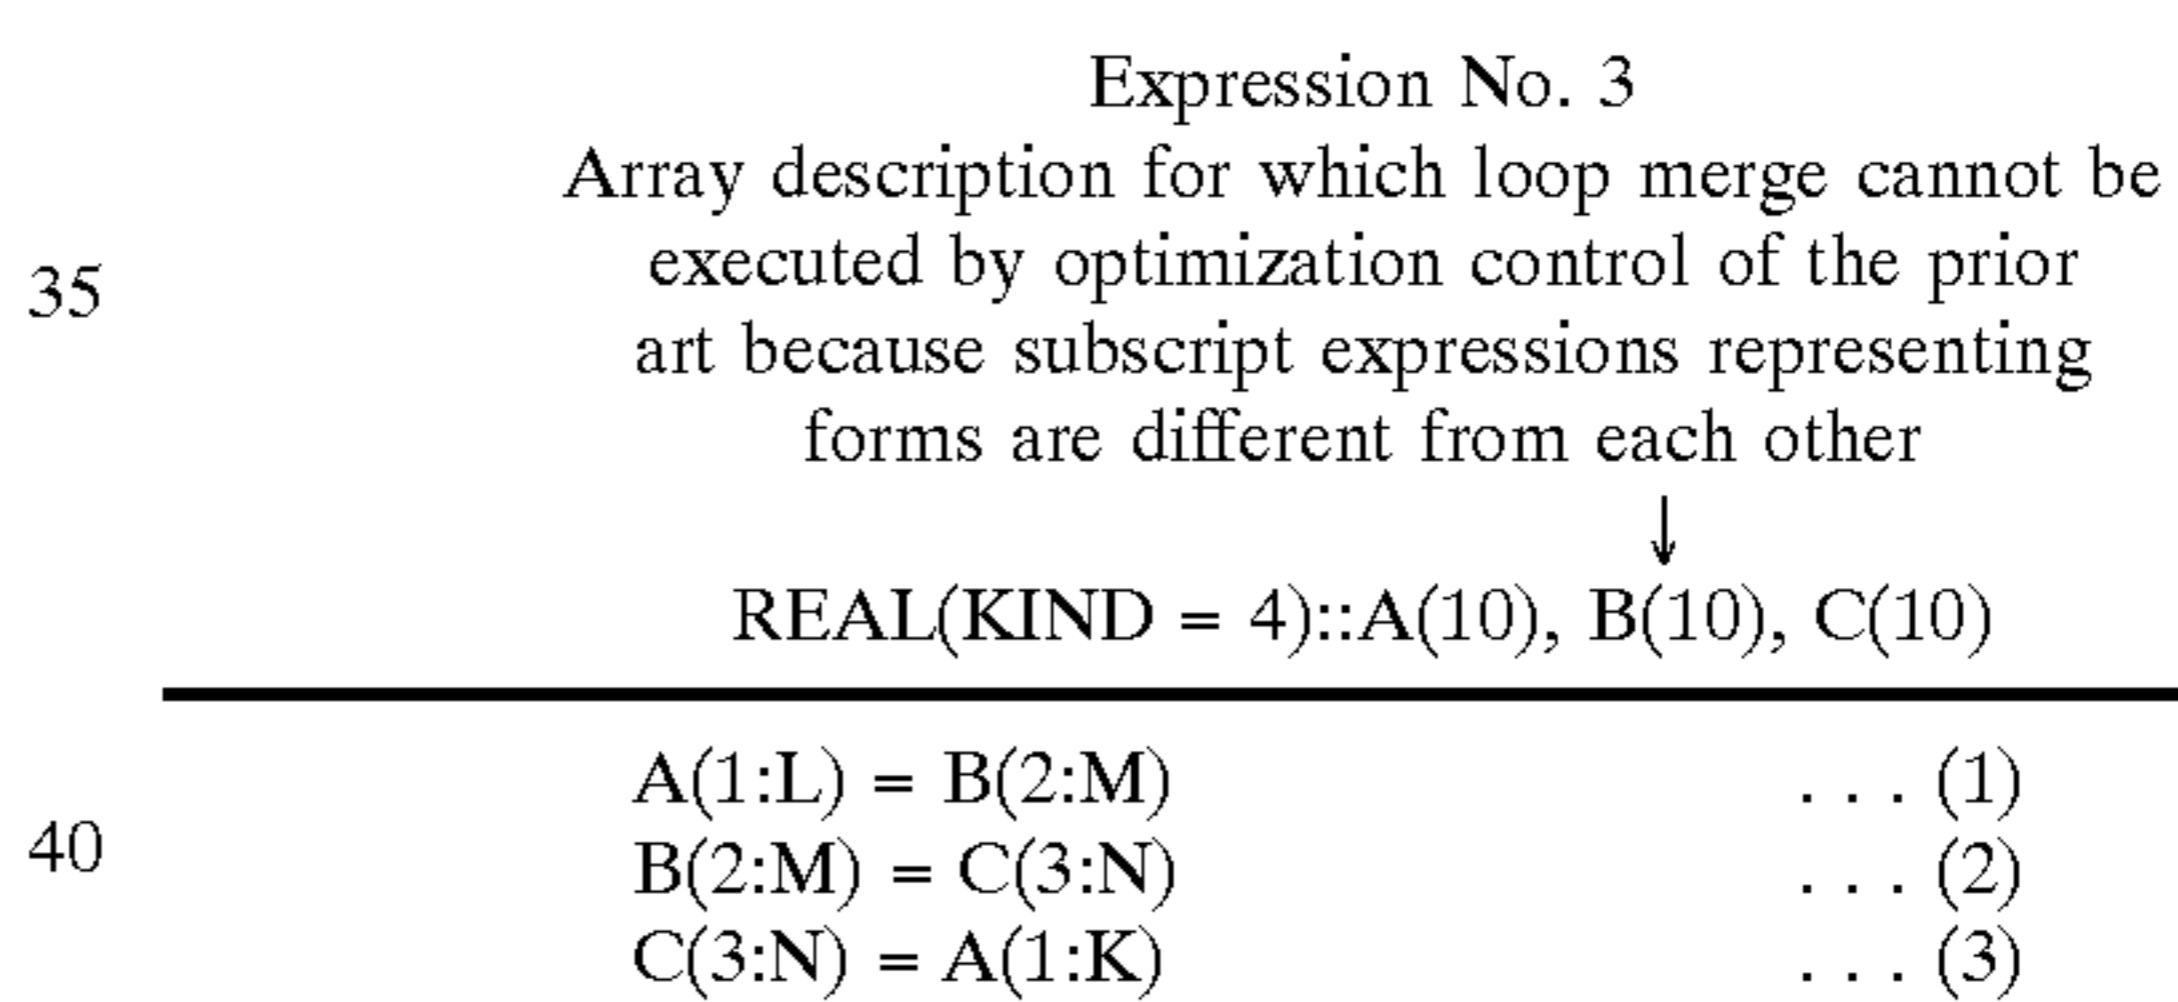 Expression No. 3
Array description for which loop merge cannot be
executed by optimization control of the prior
35
art because subscript expressions representing
forms are different from each other
↓
REAL(KIND = 4)::A(10), B(10), C(10)
A(1:L) = B(2:M) . . . (1)
40
B(2:M) = C(3:N) . . . (2)
C(3:N) = A(1:K) . . . (3)